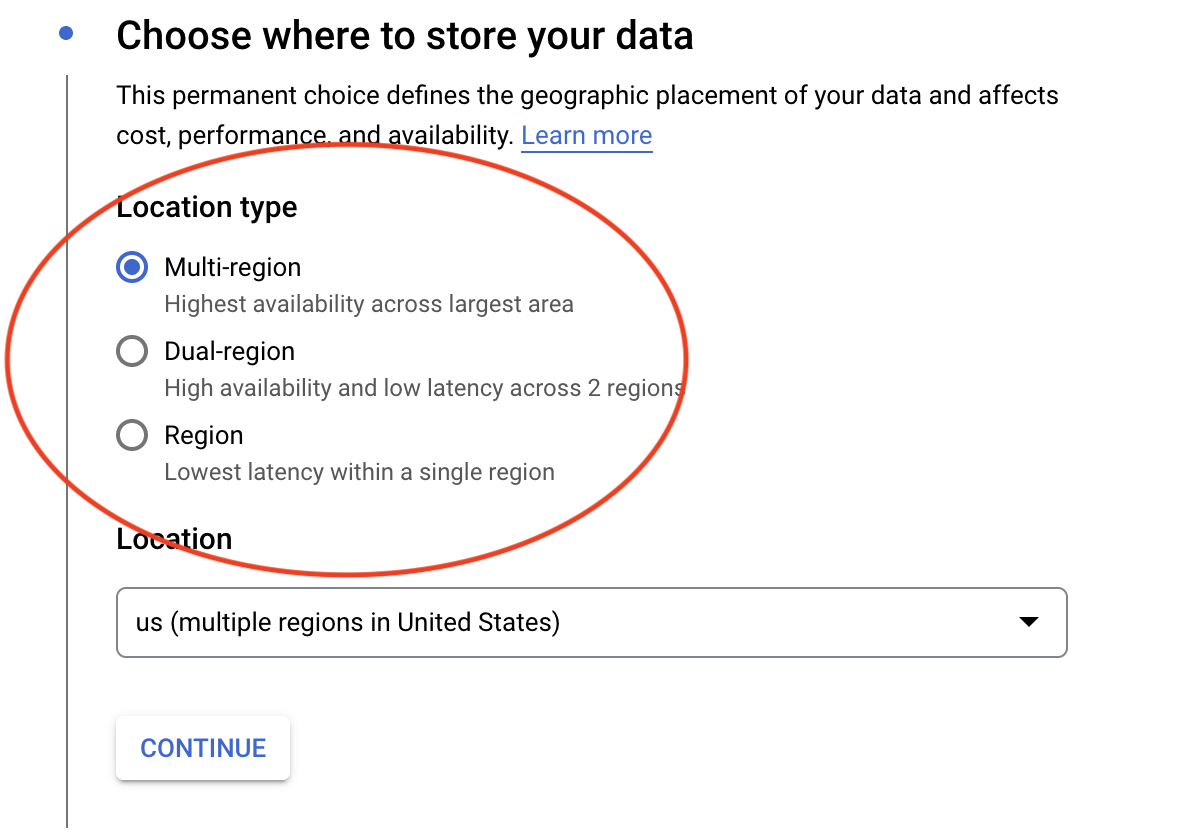 Choose where to store your data
This permanent choice defines the geographic placement of your data and affects
cost, performance, and availability. Learn more
Location type
Multi-region
Highest availability across largest area
Dual-region
High availability and low latency across 2 regions
Region
Lowest latency within a single region
Location
us (multiple regions in United States)
CONTINUE